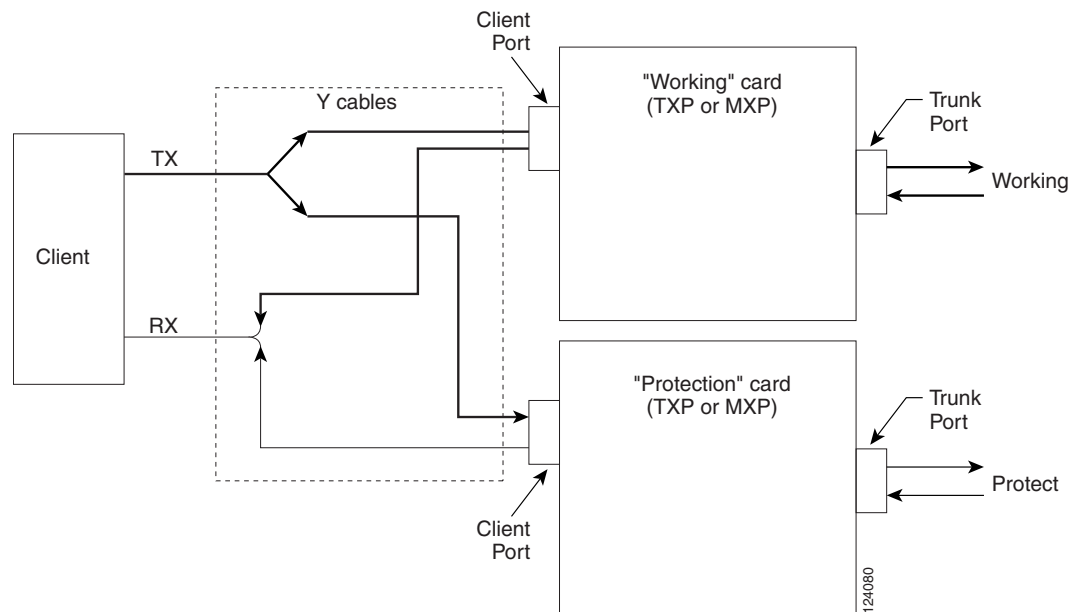 Client
Port
"Working" card
(TXP or MXP)
Y cables
Trunk
Port
TX
Working
Client
RX
"Protection" card
(TXP or MXP)
Trunk
Port
Protect
Client
Port
124080